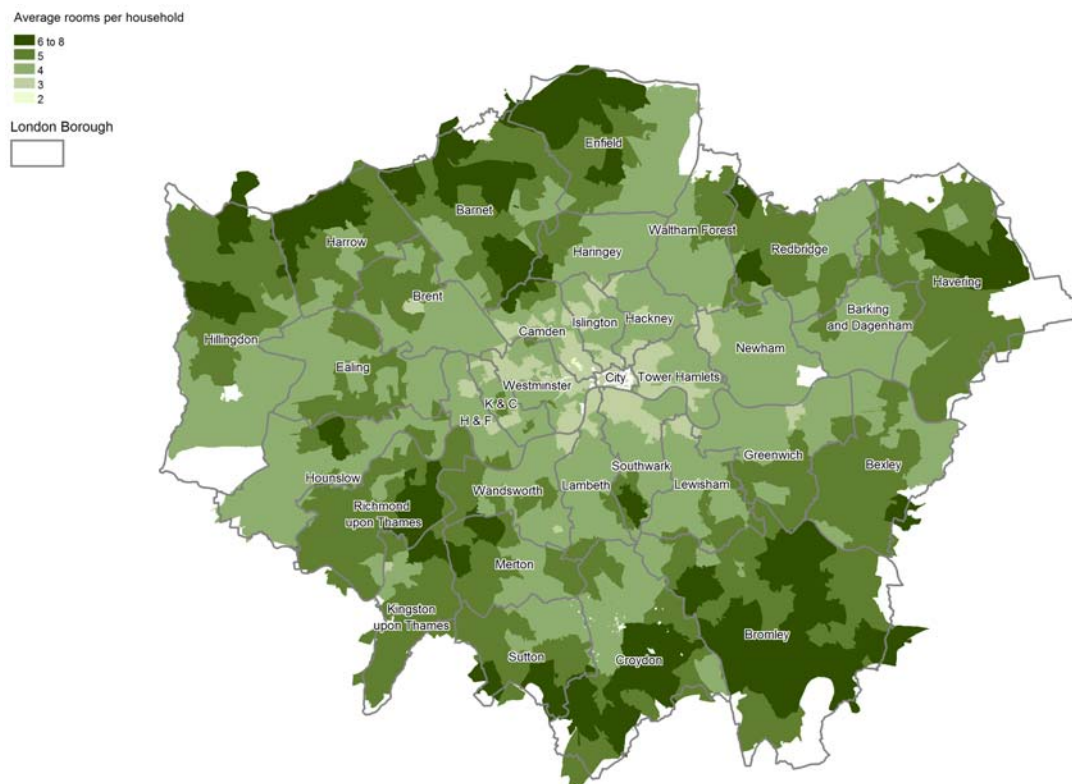 Average rooms per household
6 to 8
5
4
3
2
London Borough
Enfield
Barnet
Harrow
Haringey
Waltham Forest
Redbridge
Havering
Brent
Hillingdon
Camden
Islington
Hackney
Barking
and Dagenham
Newham
Ealing
Westminster
City
Tower Hamlets
K & C
H & F
Hounslow
Richmond
upon Thames
Wandsworth
Lambeth
Southwark
Lewisham
Greenwich
Bexley
Merton
Kingston
upon Thames
Sutton
Croydon
Bromley